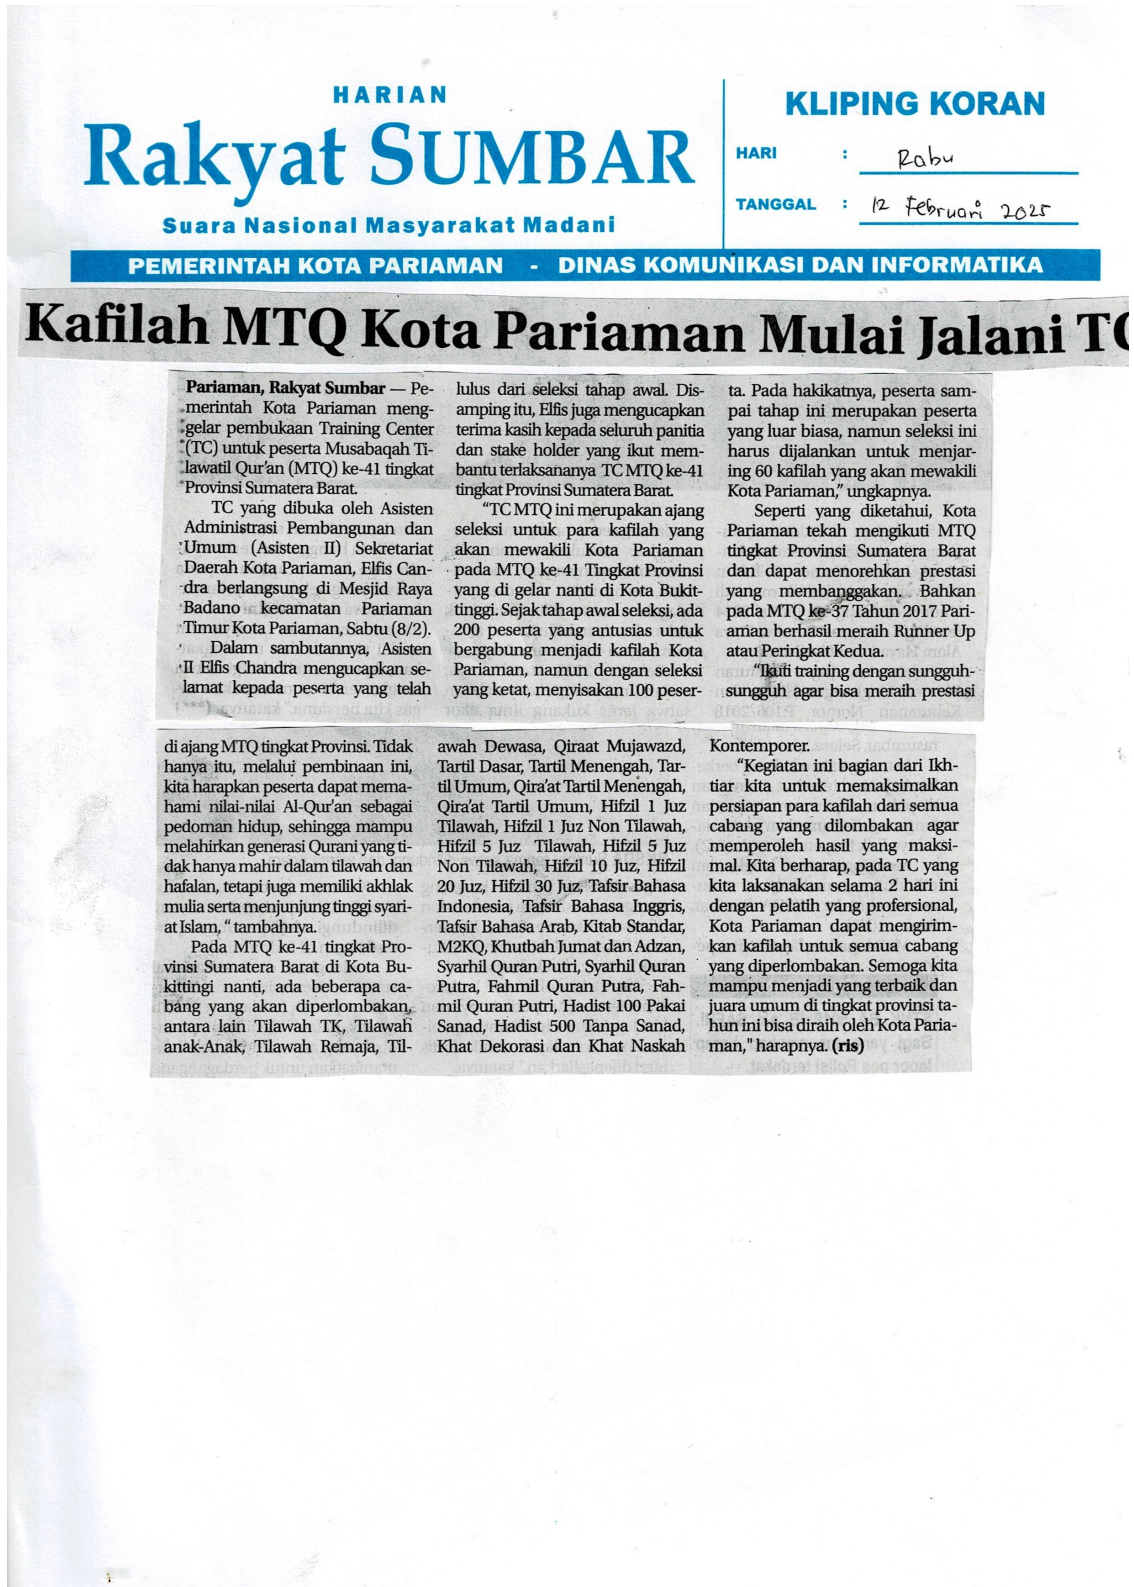 HARIAN
Rakyat SUMBAR
Suara Nasional Masyarakat Madani
KLIPING KORAN
HARI : Rabu
TANGGAL : 12 Februari 2025
PEMERINTAH KOTA PARIAMAN - DINAS KOMUNIKASI DAN INFORMATIKA
Kafilah MTQ Kota Pariaman Mulai Jalani TC
Pariaman, Rakyat Sumbar — Pe-
merintah Kota Pariaman meng-
gelar pembukaan Training Center
(TC) untuk peserta Musabaqah Ti-
lawatil Qur'an (MTQ) ke-41 tingkat
Provinsi Sumatera Barat.
TC yang dibuka oleh Asisten
Administrasi Pembangunan dan
Umum (Asisten II) Sekretariat
Daerah Kota Pariaman, Elfis Can-
dra berlangsung di Mesjid Raya
Badano kecamatan Pariaman
Timur Kota Pariaman, Sabtu (8/2).
Dalam sambutannya, Asisten
II Elfis Chandra mengucapkan se-
lamat kepada peserta yang telah
lulus dari seleksi tahap awal. Dis-
amping itu, Elfis juga mengucapkan
terima kasih kepada seluruh panitia
dan stake holder yang ikut mem-
bantu terlaksananya TC MTQ ke-41
tingkat Provinsi Sumatera Barat.
“TC MTQ ini merupakan ajang
seleksi untuk para kafilah yang
akan mewakili Kota Pariaman
pada MTQ ke-41 Tingkat Provinsi
yang di gelar nanti di Kota Bukit-
tinggi. Sejak tahap awal seleksi, ada
200 peserta yang antusias untuk
bergabung menjadi kafilah Kota
Pariaman, namun dengan seleksi
yang ketat, menyisakan 100 peser-
ta. Pada hakikatnya, peserta sam-
pai tahap ini merupakan peserta
yang luar biasa, namun seleksi ini
harus dijalankan untuk menjar-
ing 60 kafilah yang akan mewakili
Kota Pariaman,” ungkapnya.
Seperti yang diketahui, Kota
Pariaman tekah mengikuti MTQ
tingkat Provinsi Sumatera Barat
dan dapat menorehkan prestasi
yang membanggakan. Bahkan
pada MTQ ke-37 Tahun 2017 Pari-
aman berhasil meraih Runner Up
atau Peringkat Kedua.
“Ikuti training dengan sungguh-
sungguh agar bisa meraih prestasi
di ajang MTQ tingkat Provinsi. Tidak
hanya itu, melalui pembinaan ini,
kita harapkan peserta dapat mema-
hami nilai-nilai Al-Qur'an sebagai
pedoman hidup, sehingga mampu
melahirkan generasi Qurani yang ti-
dak hanya mahir dalam tilawah dan
hafalan, tetapi juga memiliki akhlak
mulia serta menjunjung tinggi syari-
at Islam, “ tambahnya.
Pada MTQ ke-41 tingkat Pro-
vinsi Sumatera Barat di Kota Bu-
kittingi nanti, ada beberapa ca-
bang yang akan diperlombakan,
antara lain Tilawah TK, Tilawah
anak-Anak, Tilawah Remaja, Til-
awah Dewasa, Qiraat Mujawazd,
Tartil Dasar, Tartil Menengah, Tar-
til Umum, Qira'at Tartil Menengah,
Qira'at Tartil Umum, Hifzil 1 Juz
Tilawah, Hifzil 1 Juz Non Tilawah,
Hifzil 5 Juz Tilawah, Hifzil 5 Juz
Non Tilawah, Hifzil 10 Juz, Hifzil
20 Juz, Hifzil 30 Juz, Tafsir Bahasa
Indonesia, Tafsir Bahasa Inggris,
Tafsir Bahasa Arab, Kitab Standar,
M2KQ, Khutbah Jumat dan Adzan,
Syarhil Quran Putri, Syarhil Quran
Putra, Fahmil Quran Putra, Fah-
mil Quran Putri, Hadist 100 Pakai
Sanad, Hadist 500 Tanpa Sanad,
Khat Dekorasi dan Khat Naskah
Kontemporer.
“Kegiatan ini bagian dari Ikh-
tiar kita untuk memaksimalkan
persiapan para kafilah dari semua
cabang yang dilombakan agar
memperoleh hasil yang maksi-
mal. Kita berharap, pada TC yang
kita laksanakan selama 2 hari ini
dengan pelatih yang profersional,
Kota Pariaman dapat mengirim-
kan kafilah untuk semua cabang
yang diperlombakan. Semoga kita
mampu menjadi yang terbaik dan
juara umum di tingkat provinsi ta-
hun ini bisa diraih oleh Kota Paria-
man," harapnya. (ris)